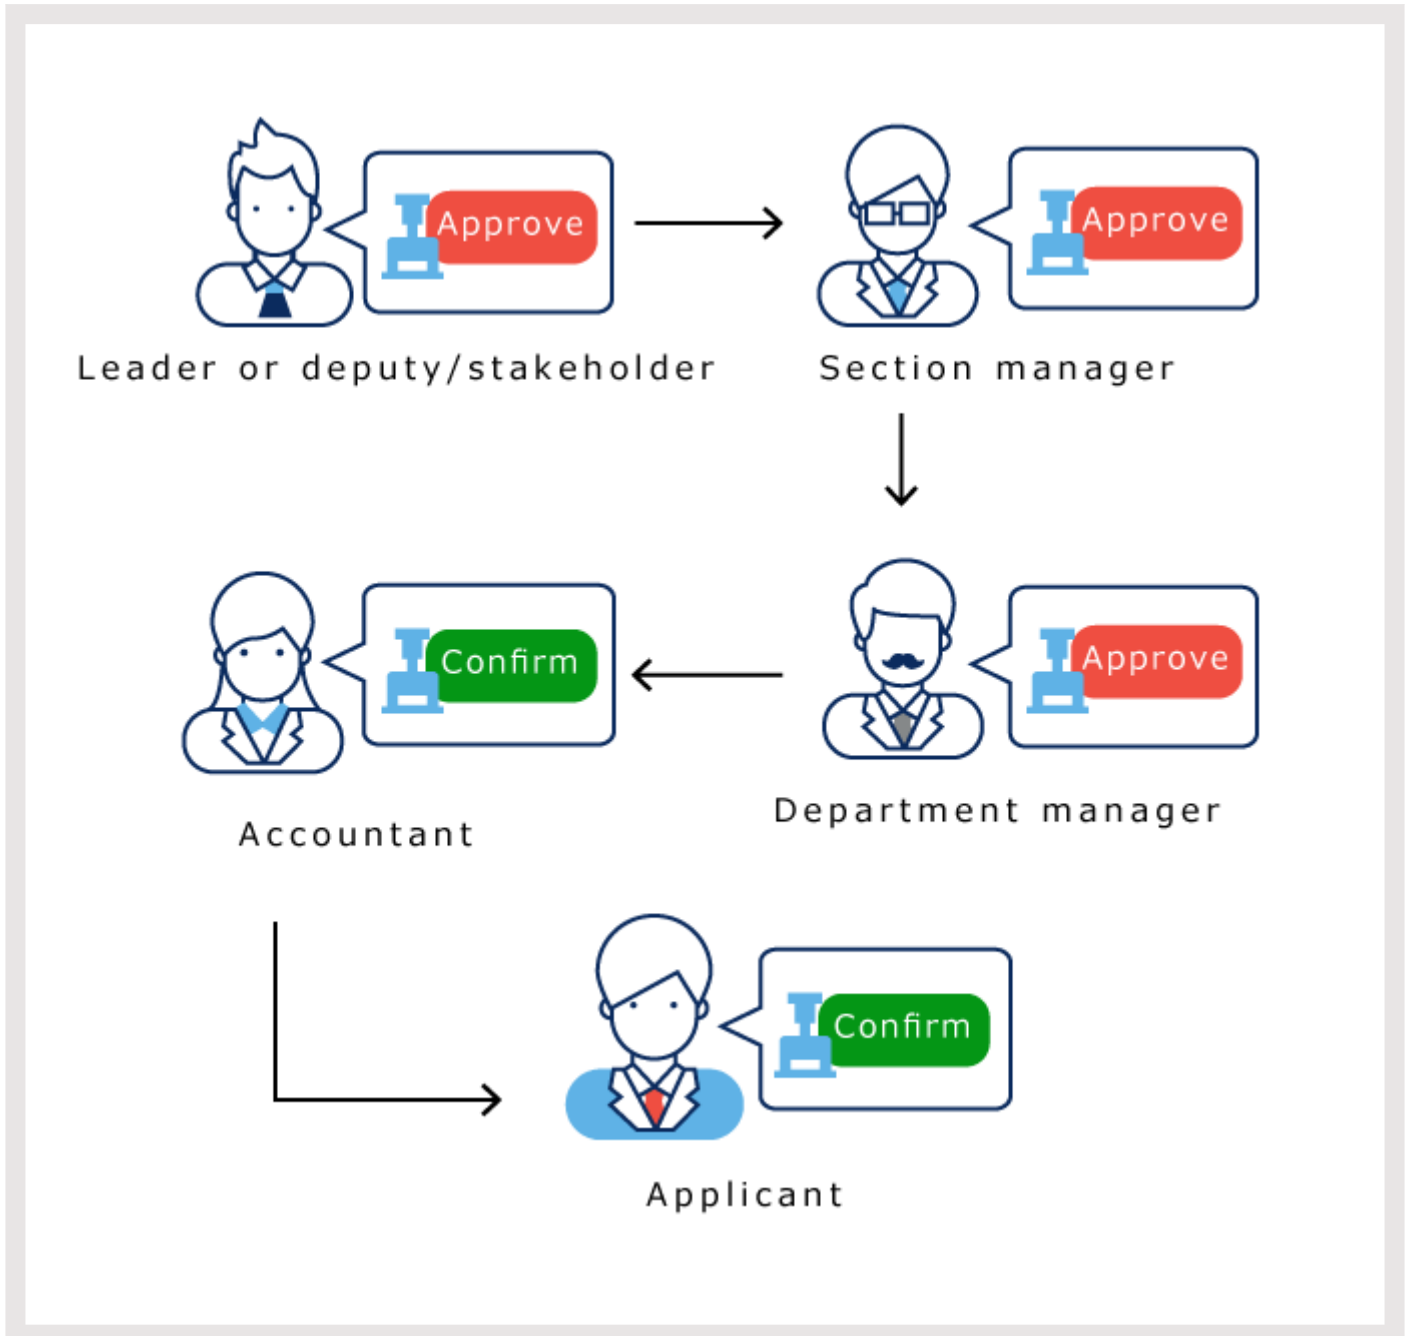 Approve
Approve
Leader or deputy/stakeholder
Section manager
Confirm
Approve
Accountant
Department manager
Confirm
Applicant